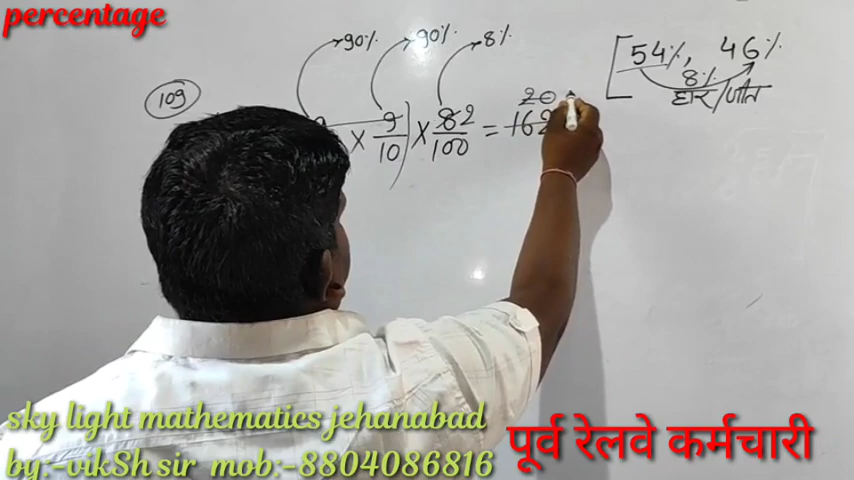 percentage
90% 90% 8%
[54%, 46%
8%
हार/जीत
109
20
× 9/10) × 82/100 = 162
sky light mathematics jehanabad
by:-vikSh sir mob:-8804086816
पूर्व रेलवे कर्मचारी